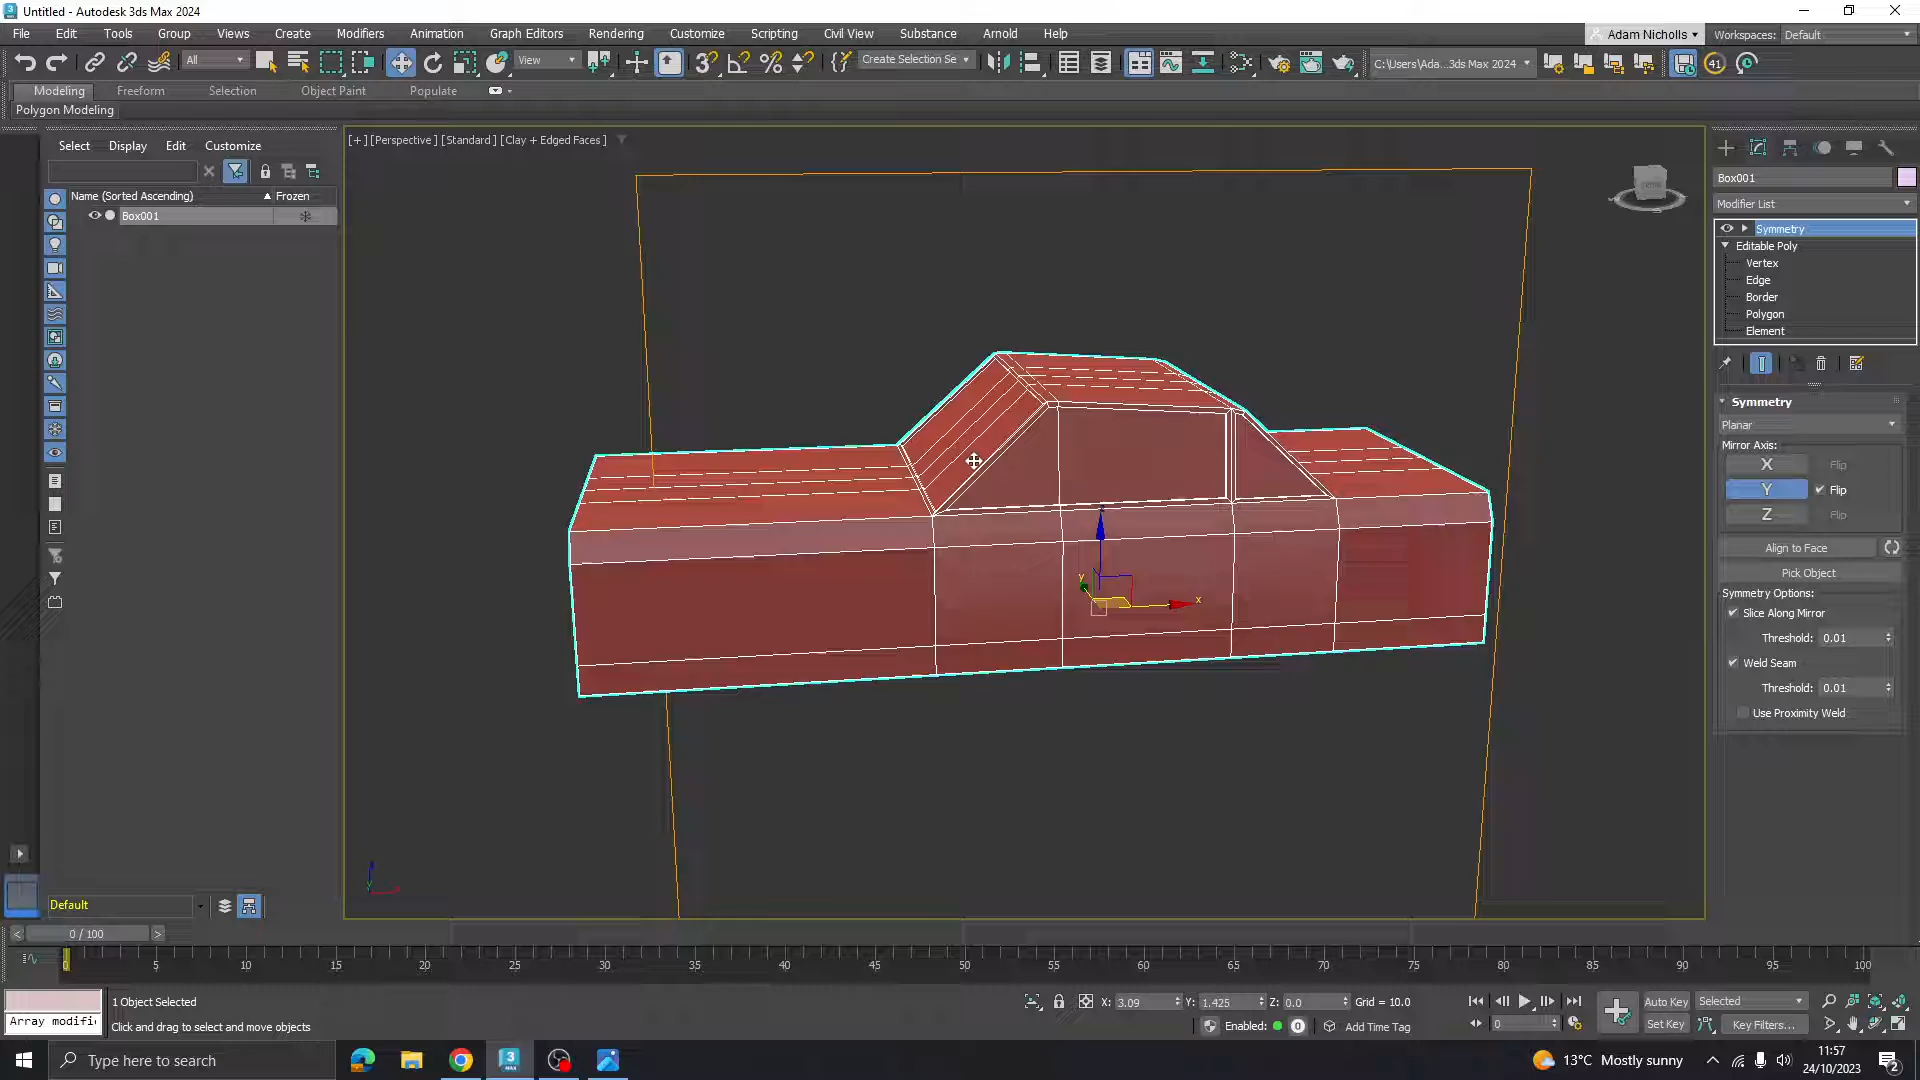 Untitled - Autodesk 3ds Max 2024
File Edit Tools Group Views Create Modifiers Animation Graph Editors Rendering Customize Scripting Civil View Substance Arnold Help
Adam Nicholls Workspaces: Default
All View Create Selection Se C:\Users\Ada...3ds Max 2024 41
Modeling Freeform Selection Object Paint Populate
Polygon Modeling
Select Display Edit Customize
[+] [Perspective] [Standard] [Clay + Edged Faces]
Name (Sorted Ascending) Frozen
Box001
Box001
Modifier List
Symmetry
Editable Poly
Vertex
Edge
Border
Polygon
Element
Symmetry
Planar
Mirror Axis:
X Flip
Y Flip
Z Flip
Align to Face
Pick Object
Symmetry Options:
Slice Along Mirror
Threshold: 0.01
Weld Seam
Threshold: 0.01
Use Proximity Weld
y x
Default
0 / 100
0 5 10 15 20 25 30 35 40 45 50 55 60 65 70 75 80 85 90 95 100
1 Object Selected X: 3.09 Y: 1.425 Z: 0.0 Grid = 10.0 Auto Key Selected
Array modifi Click and drag to select and move objects Enabled: 0 Add Time Tag 0 Set Key Key Filters...
Type here to search 13°C Mostly sunny 11:57
24/10/2023 2